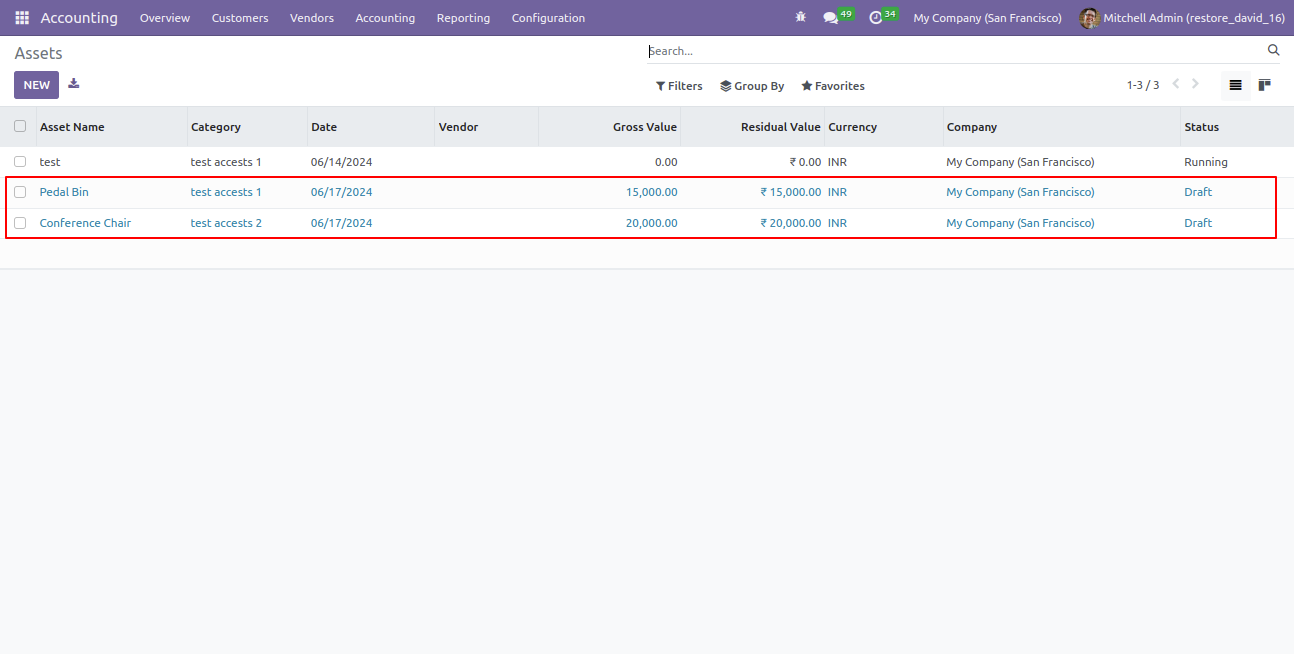 Accounting Overview Customers Vendors Accounting Reporting Configuration 49 34 My Company (San Francisco) Mitchell Admin (restore_david_16)
Assets Search...
NEW Filters Group By Favorites 1-3 / 3
Asset Name Category Date Vendor Gross Value Residual Value Currency Company Status
test test accests 1 06/14/2024 0.00 ₹ 0.00 INR My Company (San Francisco) Running
Pedal Bin test accests 1 06/17/2024 15,000.00 ₹ 15,000.00 INR My Company (San Francisco) Draft
Conference Chair test accests 2 06/17/2024 20,000.00 ₹ 20,000.00 INR My Company (San Francisco) Draft